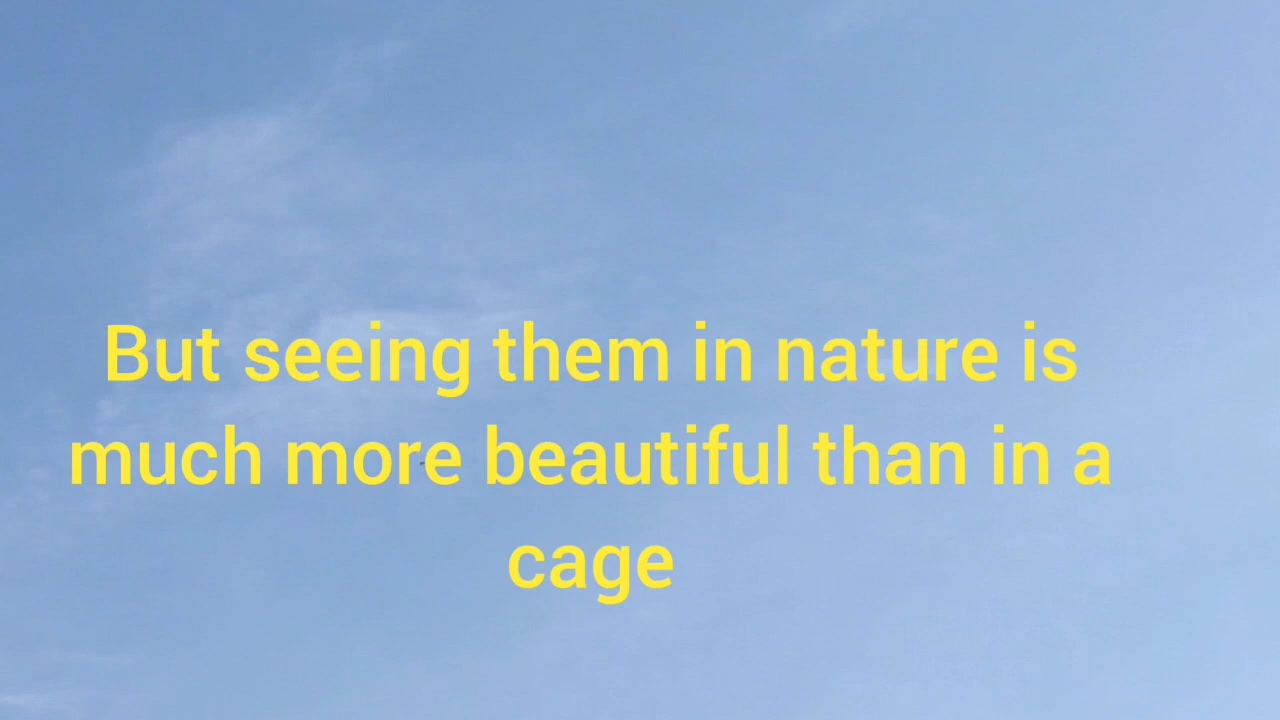 But seeing them in nature is
much more beautiful than in a
cage